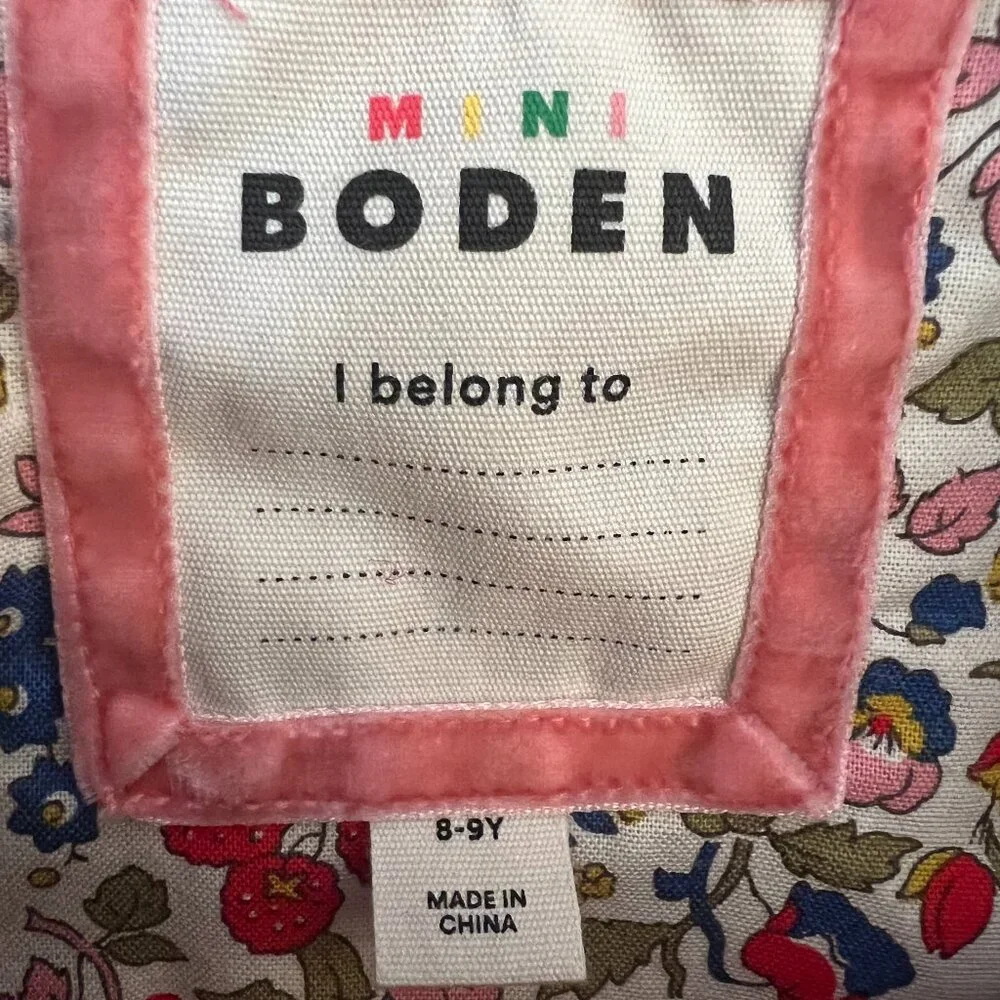 MINI
BODEN
I belong to
8-9Y
MADE IN
CHINA